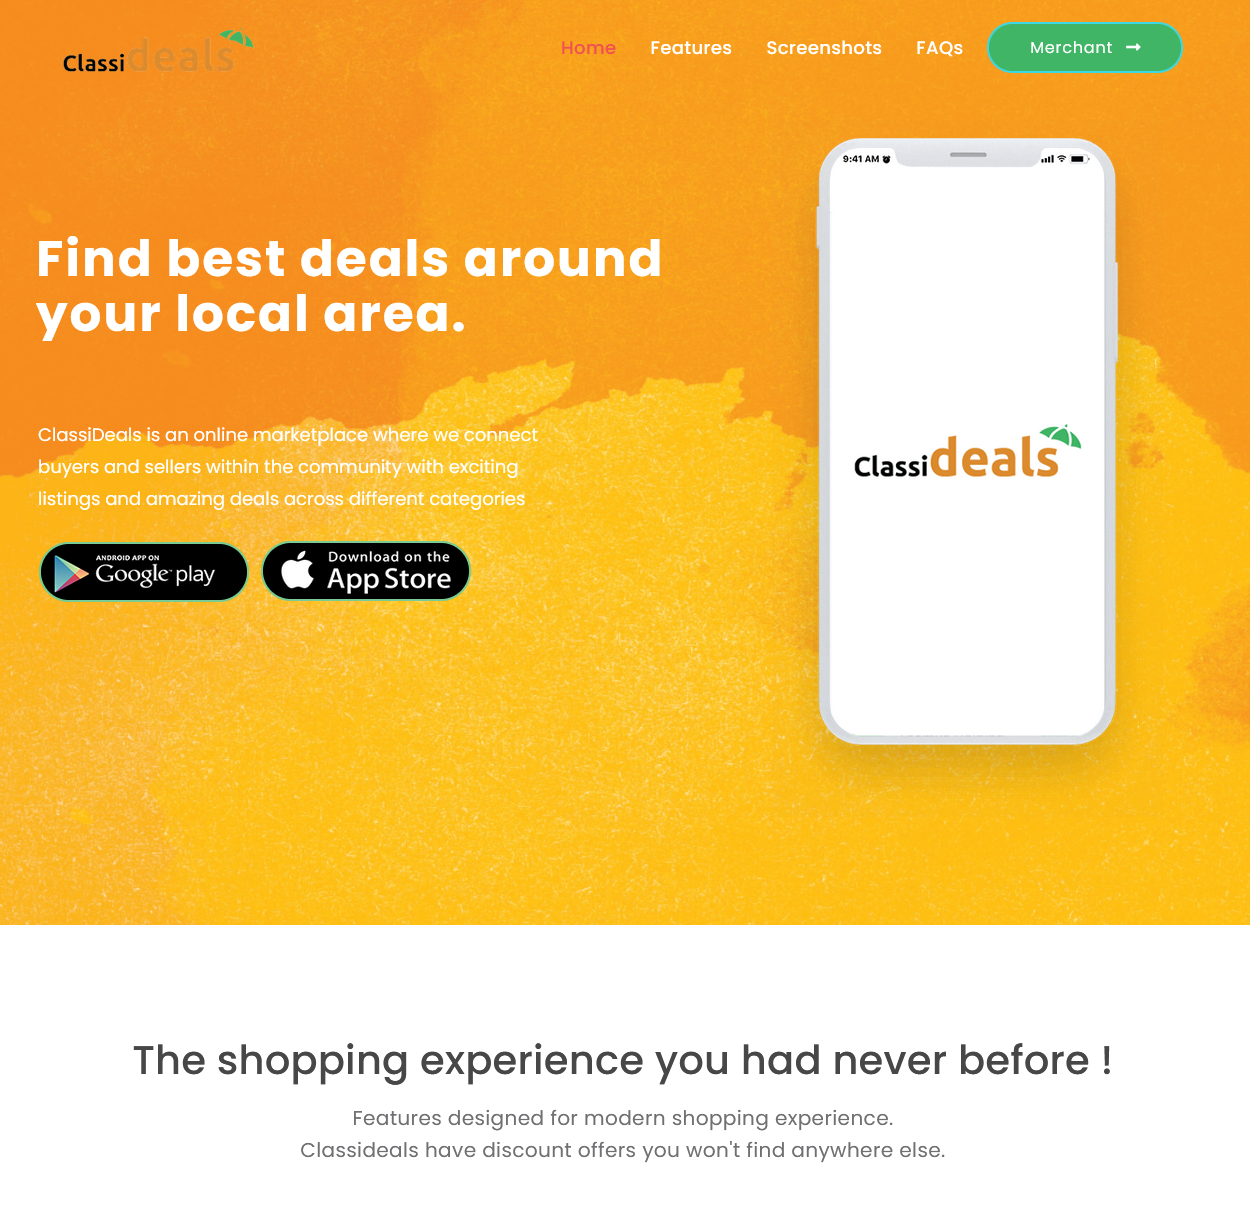 Classideals
Home Features Screenshots FAQs Merchant
9:41 AM
Find best deals around
your local area.
ClassiDeals is an online marketplace where we connect
buyers and sellers within the community with exciting
listings and amazing deals across different categories
Classideals
ANDROID APP ON
Google play
Download on the
App Store
The shopping experience you had never before !
Features designed for modern shopping experience.
Classideals have discount offers you won't find anywhere else.